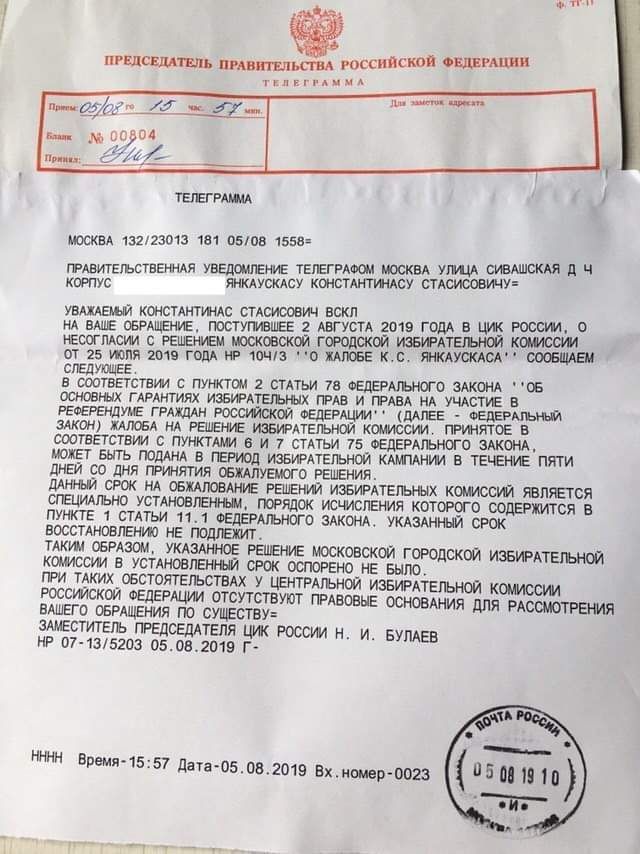 ф. ТГ-П
ПРЕДСЕДАТЕЛЬ ПРАВИТЕЛЬСТВА РОССИЙСКОЙ ФЕДЕРАЦИИ
ТЕЛЕГРАММА
Прием: 05/08 го 15 час. 57 мин.
Для заметок адресата
Бланк № 00804
Принял:
ТЕЛЕГРАММА
МОСКВА 132/23013 181 05/08 1558=
ПРАВИТЕЛЬСТВЕННАЯ УВЕДОМЛЕНИЕ ТЕЛЕГРАФОМ МОСКВА УЛИЦА СИВАШСКАЯ Д Ч
КОРПУС ЯНКАУСКАСУ КОНСТАНТИНАСУ СТАСИСОВИЧУ=
УВАЖАЕМЫЙ КОНСТАНТИНАС СТАСИСОВИЧ ВСКЛ
НА ВАШЕ ОБРАЩЕНИЕ, ПОСТУПИВШЕЕ 2 АВГУСТА 2019 ГОДА В ЦИК РОССИИ, О
НЕСОГЛАСИИ С РЕШЕНИЕМ МОСКОВСКОЙ ГОРОДСКОЙ ИЗБИРАТЕЛЬНОЙ КОМИССИИ
ОТ 25 ИЮЛЯ 2019 ГОДА НР 10Ч/3 ''О ЖАЛОБЕ К.С. ЯНКАУСКАСА'' СООБЩАЕМ
СЛЕДУЮЩЕЕ.
В СООТВЕТСТВИИ С ПУНКТОМ 2 СТАТЬИ 78 ФЕДЕРАЛЬНОГО ЗАКОНА ''ОБ
ОСНОВНЫХ ГАРАНТИЯХ ИЗБИРАТЕЛЬНЫХ ПРАВ И ПРАВА НА УЧАСТИЕ В
РЕФЕРЕНДУМЕ ГРАЖДАН РОССИЙСКОЙ ФЕДЕРАЦИИ'' (ДАЛЕЕ - ФЕДЕРАЛЬНЫЙ
ЗАКОН) ЖАЛОБА НА РЕШЕНИЕ ИЗБИРАТЕЛЬНОЙ КОМИССИИ. ПРИНЯТОЕ В
СООТВЕТСТВИИ С ПУНКТАМИ 6 И 7 СТАТЬИ 75 ФЕДЕРАЛЬНОГО ЗАКОНА,
МОЖЕТ БЫТЬ ПОДАНА В ПЕРИОД ИЗБИРАТЕЛЬНОЙ КАМПАНИИ В ТЕЧЕНИЕ ПЯТИ
ДНЕЙ СО ДНЯ ПРИНЯТИЯ ОБЖАЛУЕМОГО РЕШЕНИЯ.
ДАННЫЙ СРОК НА ОБЖАЛОВАНИЕ РЕШЕНИЙ ИЗБИРАТЕЛЬНЫХ КОМИССИЙ ЯВЛЯЕТСЯ
СПЕЦИАЛЬНО УСТАНОВЛЕННЫМ, ПОРЯДОК ИСЧИСЛЕНИЯ КОТОРОГО СОДЕРЖИТСЯ В
ПУНКТЕ 1 СТАТЬИ 11.1 ФЕДЕРАЛЬНОГО ЗАКОНА. УКАЗАННЫЙ СРОК
ВОССТАНОВЛЕНИЮ НЕ ПОДЛЕЖИТ.
ТАКИМ ОБРАЗОМ, УКАЗАННОЕ РЕШЕНИЕ МОСКОВСКОЙ ГОРОДСКОЙ ИЗБИРАТЕЛЬНОЙ
КОМИССИИ В УСТАНОВЛЕННЫЙ СРОК ОСПОРЕНО НЕ БЫЛО.
ПРИ ТАКИХ ОБСТОЯТЕЛЬСТВАХ У ЦЕНТРАЛЬНОЙ ИЗБИРАТЕЛЬНОЙ КОМИССИИ
РОССИЙСКОЙ ФЕДЕРАЦИИ ОТСУТСТВУЮТ ПРАВОВЫЕ ОСНОВАНИЯ ДЛЯ РАССМОТРЕНИЯ
ВАШЕГО ОБРАЩЕНИЯ ПО СУЩЕСТВУ=
ЗАМЕСТИТЕЛЬ ПРЕДСЕДАТЕЛЯ ЦИК РОССИИ Н. И. БУЛАЕВ
НР 07-13/5203 05.08.2019 Г-
НННН Время-15:57 Дата-05.08.2019 Вх.номер-0023
ПОЧТА РОССИИ
05 08 19 10
•И•